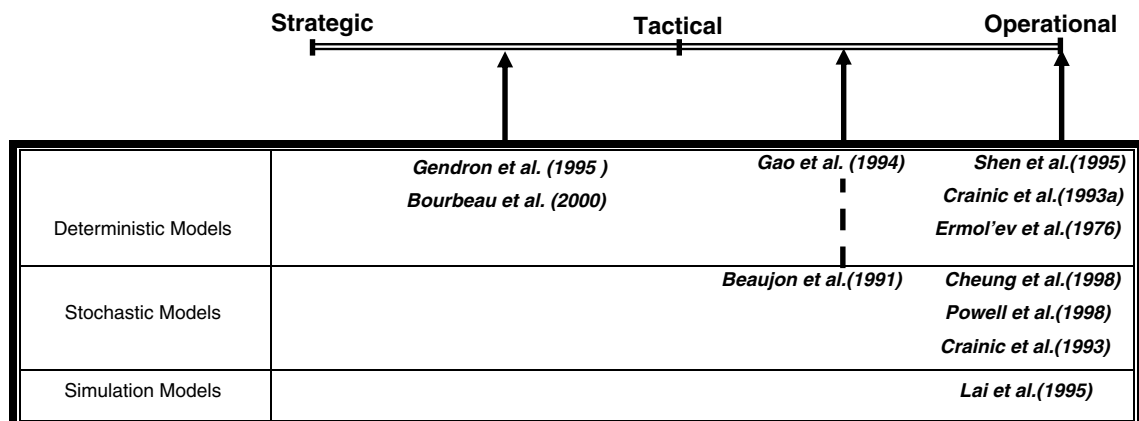 Strategic Tactical Operational
Gendron et al. (1995 ) Gao et al. (1994) Shen et al.(1995)
Bourbeau et al. (2000) Crainic et al.(1993a)
Deterministic Models Ermol'ev et al.(1976)
Beaujon et al.(1991) Cheung et al.(1998)
Stochastic Models Powell et al.(1998)
Crainic et al.(1993)
Simulation Models Lai et al.(1995)